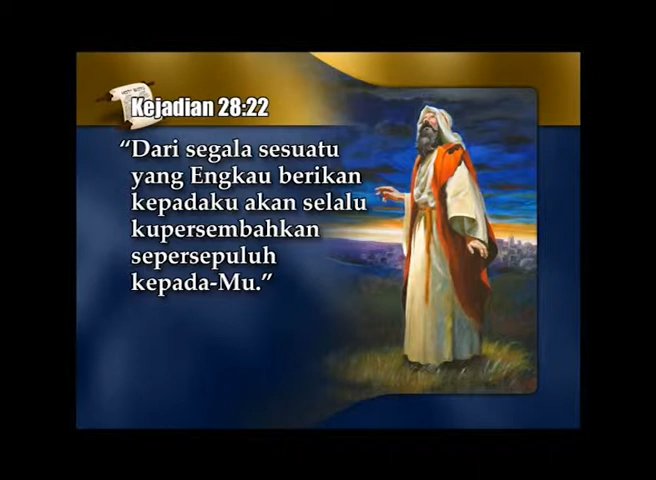 Kejadian 28:22
“Dari segala sesuatu
yang Engkau berikan
kepadaku akan selalu
kupersembahkan
sepersepuluh
kepada-Mu.”